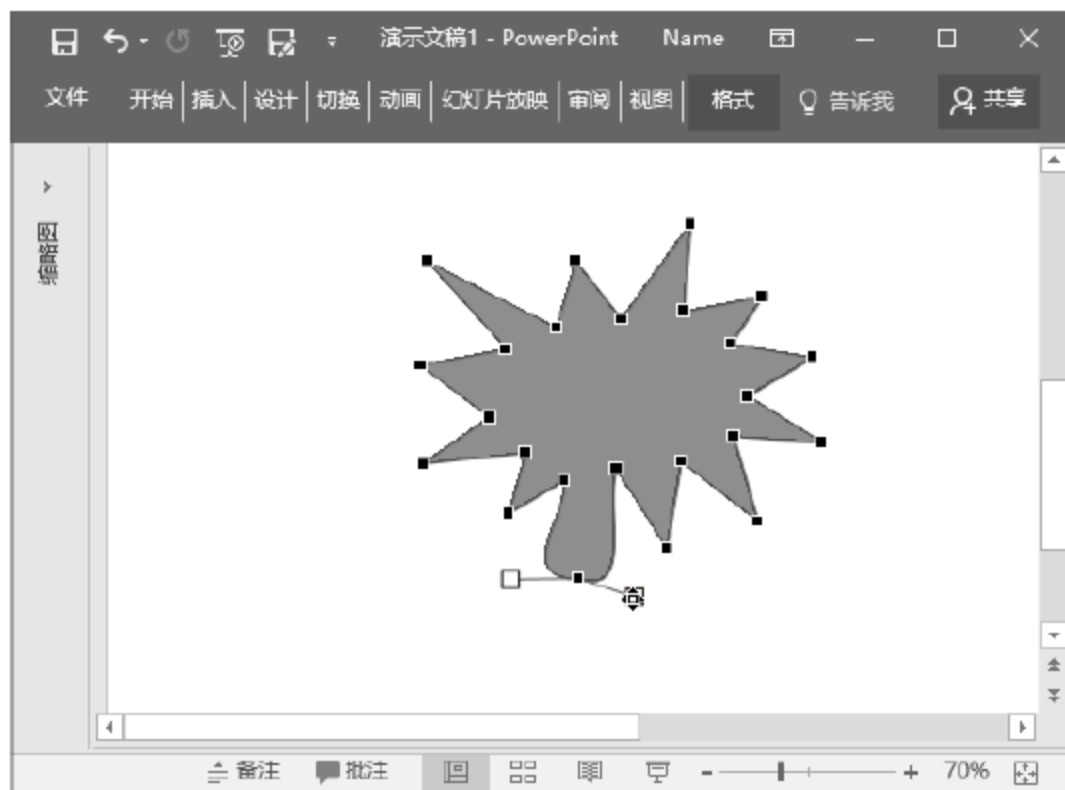 演示文稿1 - PowerPoint Name
文件 开始 插入 设计 切换 动画 幻灯片放映 审阅 视图 格式 告诉我 共享
缩略图
备注 批注 70%